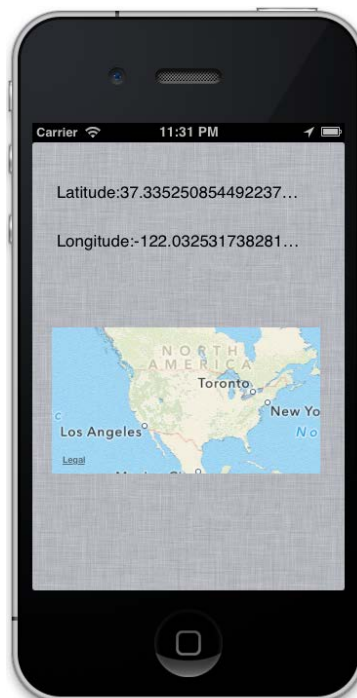 Carrier 11:31 PM
Latitude:37.335250854492237...
Longitude:-122.032531738281...
NORTH
AMERICA
Toronto
New Yo
c
Los Angeles
N o
Legal